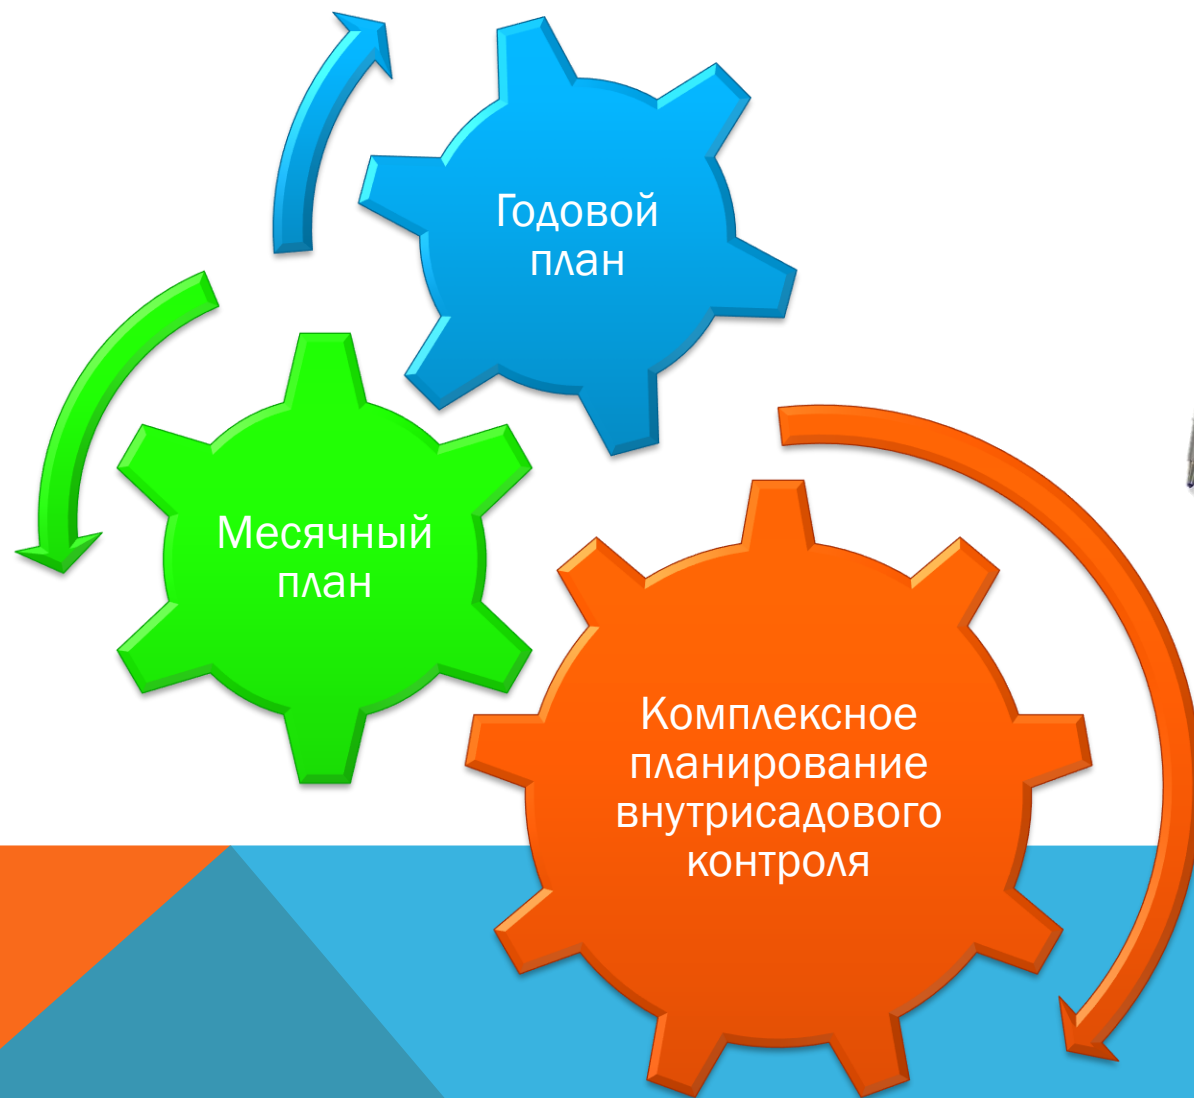 Годовой
план
Месячный
план
Комплексное
планирование
внутрисадового
контроля